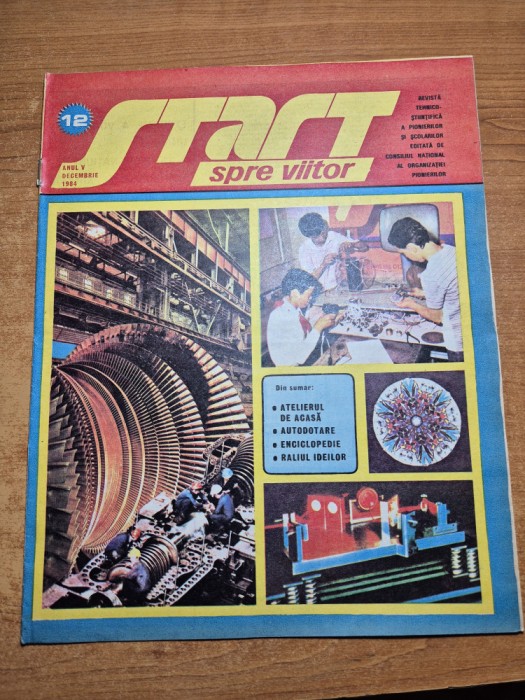 12
START
spre viitor
ANUL V
DECEMBRIE
1984
REVISTĂ
TEHNICO-
ȘTIINȚIFICĂ
A PIONIERILOR
ȘI ȘCOLARILOR
EDITATĂ DE
CONSILIUL NAȚIONAL
AL ORGANIZAȚIEI
PIONIERILOR
Din sumar:
• ATELIERUL
DE ACASĂ
• AUTODOTARE
• ENCICLOPEDIE
• RALIUL IDEILOR